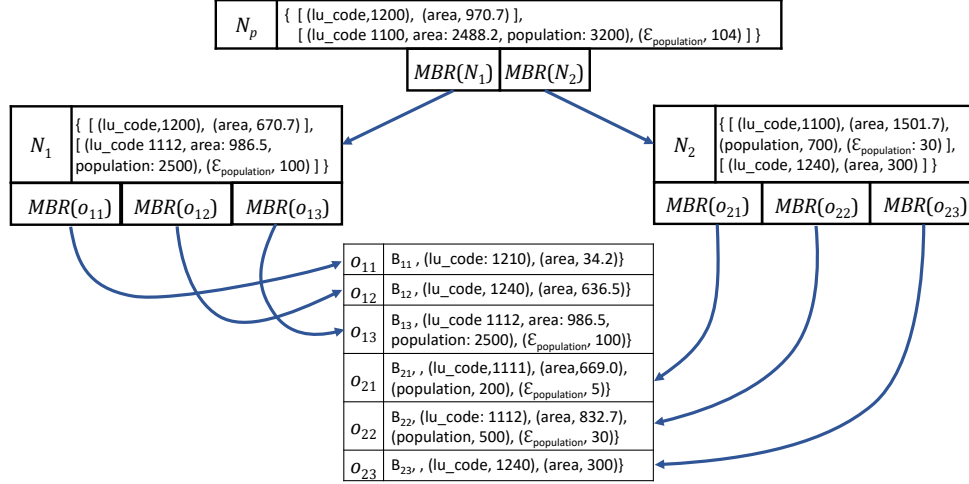 N_p
{ [ (lu_code,1200), (area, 970.7) ],
[ (lu_code 1100, area: 2488.2, population: 3200), (ℰ_population, 104) ] }
MBR(N_1) MBR(N_2)
N_1
{ [ (lu_code,1200), (area, 670.7) ],
[ (lu_code 1112, area: 986.5,
population: 2500), (ℰ_population, 100) ] }
MBR(o_11) MBR(o_12) MBR(o_13)
N_2
{ [ (lu_code,1100), (area, 1501.7),
(population, 700), (ℰ_population: 30) ],
[ (lu_code, 1240), (area, 300) ] }
MBR(o_21) MBR(o_22) MBR(o_23)
o_11 B_11 , (lu_code: 1210), (area, 34.2)}
o_12 B_12 , (lu_code, 1240), (area, 636.5)}
o_13
B_13 , (lu_code 1112, area: 986.5,
population: 2500), (ℰ_population, 100)}
o_21
B_21, , (lu_code,1111), (area,669.0),
(population, 200), (ℰ_population, 5)}
o_22
B_22, , (lu_code: 1112), (area, 832.7),
(population, 500), (ℰ_population, 30)}
o_23 B_23, , (lu_code, 1240), (area, 300)}